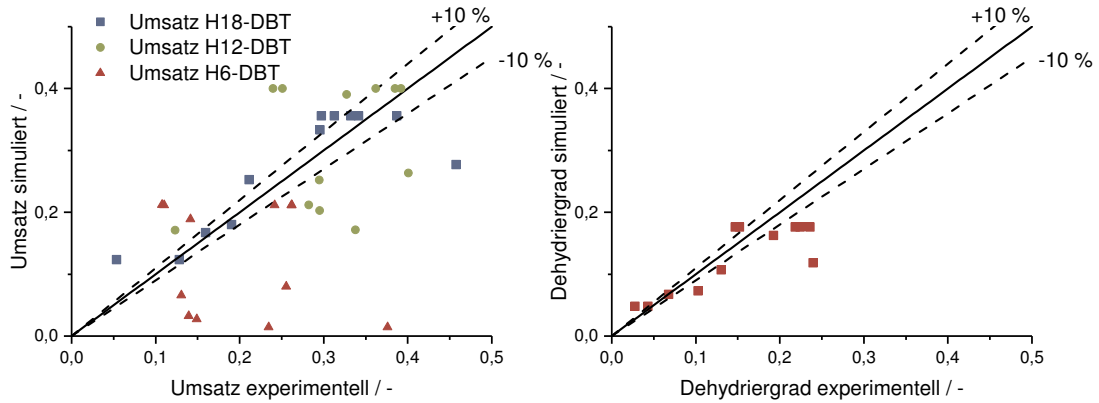 Umsatz H18-DBT
Umsatz H12-DBT
Umsatz H6-DBT
+10 %
-10 %
Umsatz simuliert / -
0,4
0,2
0,0
0,0 0,1 0,2 0,3 0,4 0,5
Umsatz experimentell / -
+10 %
-10 %
Dehydriergrad simuliert / -
0,4
0,2
0,0
0,0 0,1 0,2 0,3 0,4 0,5
Dehydriergrad experimentell / -